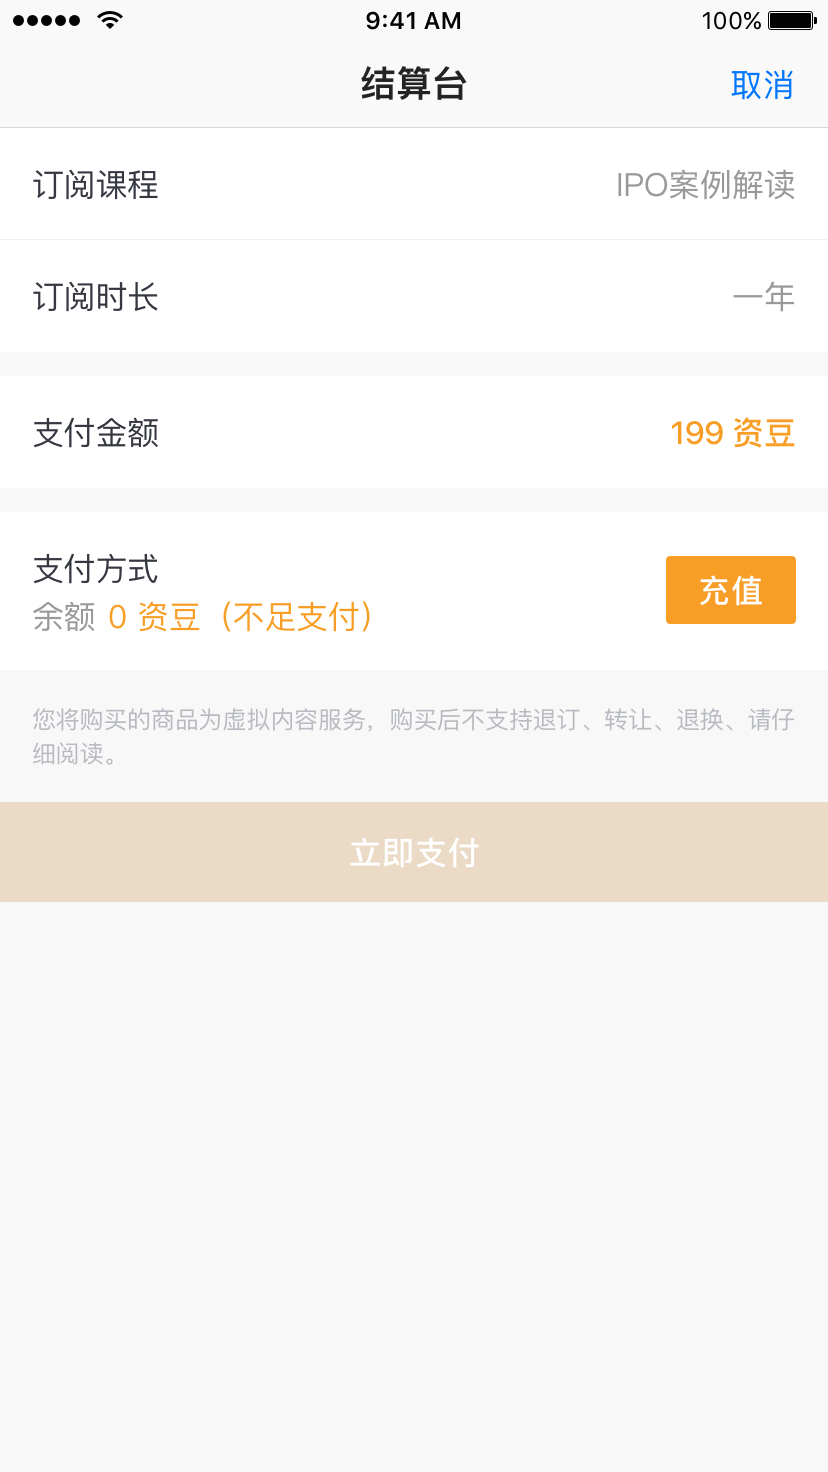 9:41 AM
100%
结算台
取消
订阅课程
IPO案例解读
订阅时长
一年
支付金额
199 资豆
支付方式
余额 0 资豆（不足支付）
充值
您将购买的商品为虚拟内容服务，购买后不支持退订、转让、退换、请仔
细阅读。
立即支付